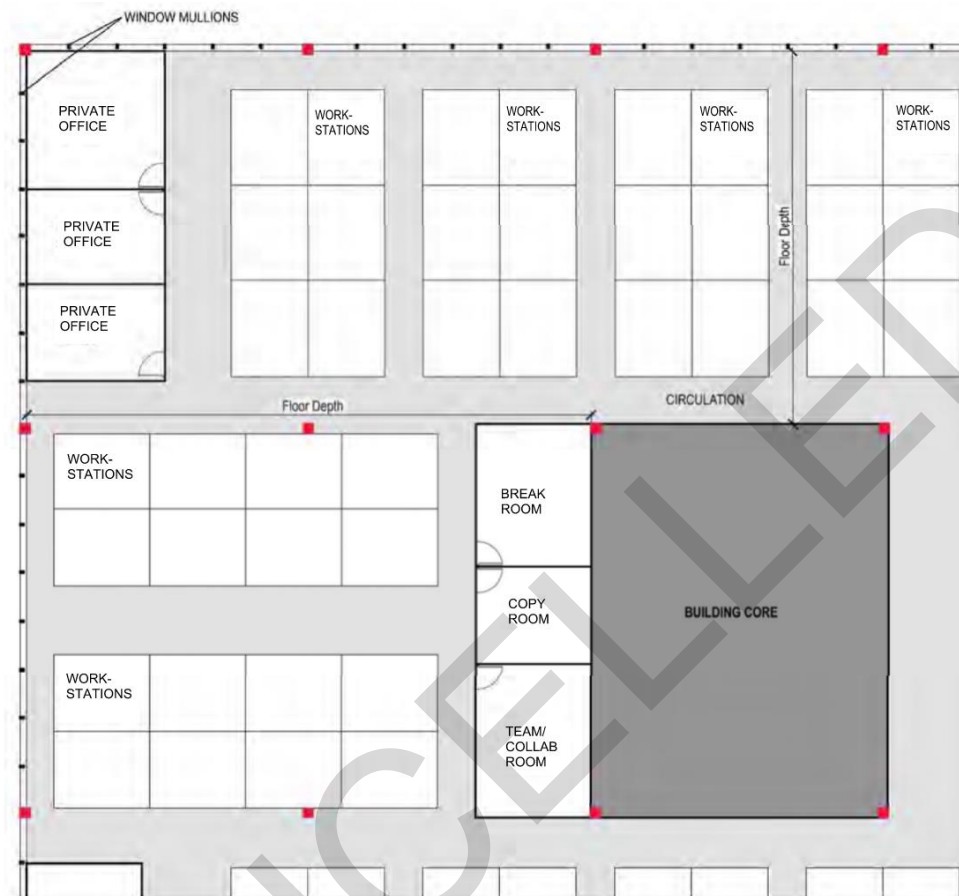 WINDOW MULLIONS
PRIVATE
OFFICE
WORK-
STATIONS
WORK-
STATIONS
WORK-
STATIONS
WORK-
STATIONS
PRIVATE
OFFICE
Floor Depth
PRIVATE
OFFICE
Floor Depth
CIRCULATION
WORK-
STATIONS
BREAK
ROOM
COPY
ROOM
BUILDING CORE
WORK-
STATIONS
TEAM/
COLLAB
ROOM
NCELLED